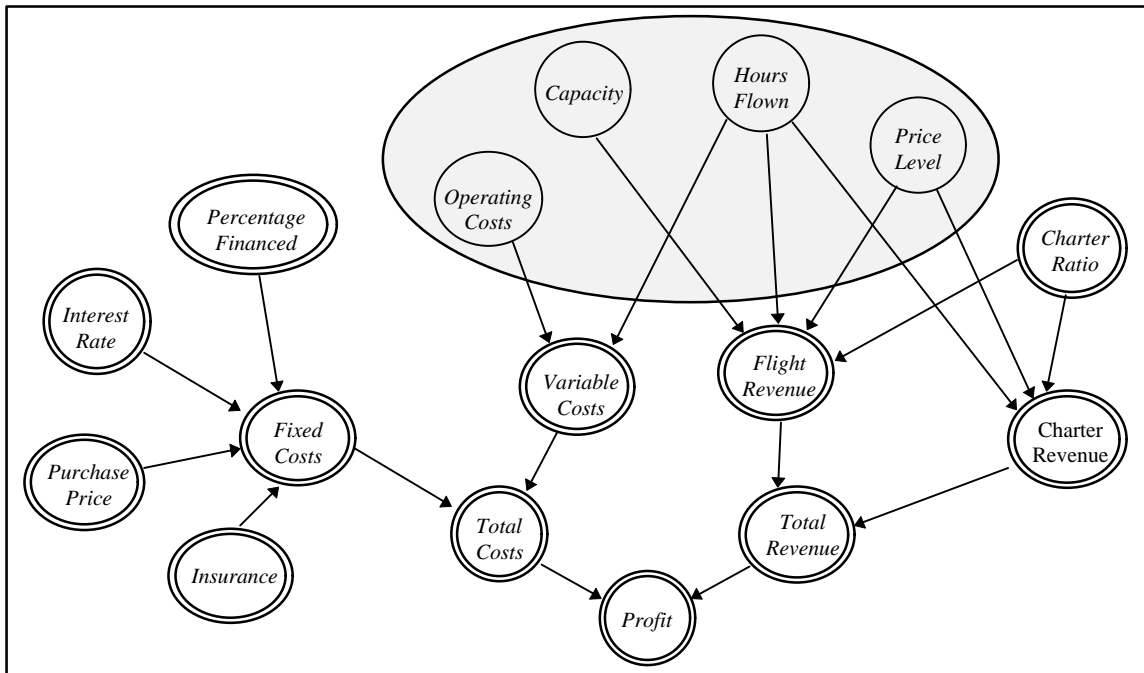 Capacity
Hours
Flown
Price
Level
Operating
Costs
Percentage
Financed
Charter
Ratio
Interest
Rate
Variable
Costs
Flight
Revenue
Fixed
Costs
Charter
Revenue
Purchase
Price
Total
Costs
Total
Revenue
Insurance
Profit